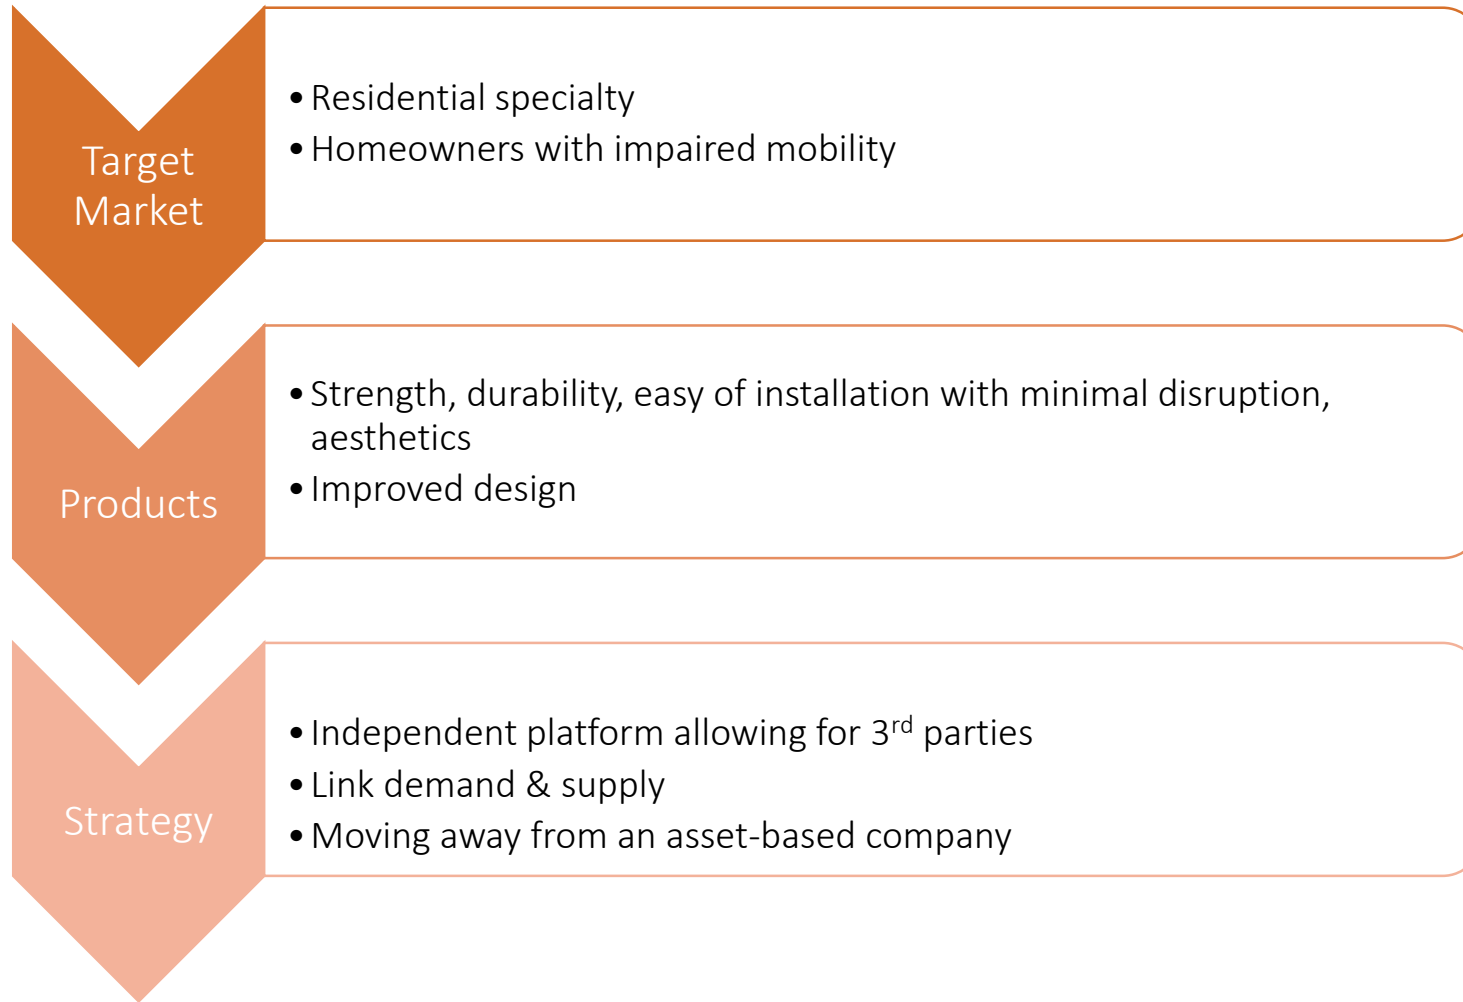 Target
Market
• Residential specialty
• Homeowners with impaired mobility
Products
• Strength, durability, easy of installation with minimal disruption,
aesthetics
• Improved design
Strategy
• Independent platform allowing for 3rd parties
• Link demand & supply
• Moving away from an asset-based company